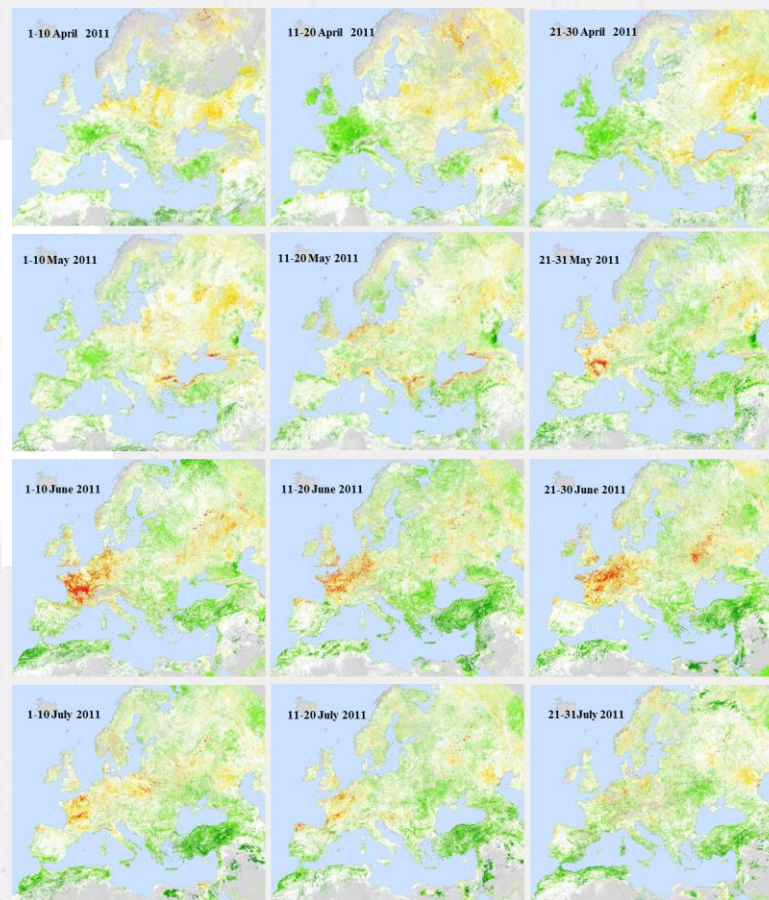 1-10 April 2011
11-20 April 2011
21-30 April 2011
1-10 May 2011
11-20 May 2011
21-31 May 2011
1-10 June 2011
11-20 June 2011
21-30 June 2011
1-10 July 2011
11-20 July 2011
21-31July 2011